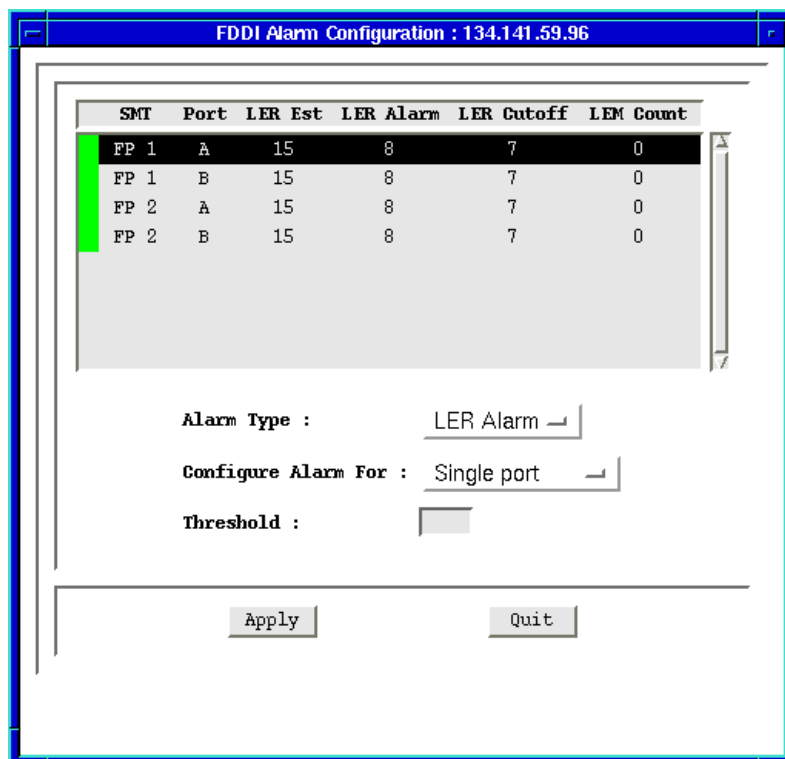 FDDI Alarm Configuration : 134.141.59.96
SMT Port LER Est LER Alarm LER Cutoff LEM Count
FP 1 A 15 8 7 0
FP 1 B 15 8 7 0
FP 2 A 15 8 7 0
FP 2 B 15 8 7 0
Alarm Type : LER Alarm
Configure Alarm For : Single port
Threshold :
Apply Quit